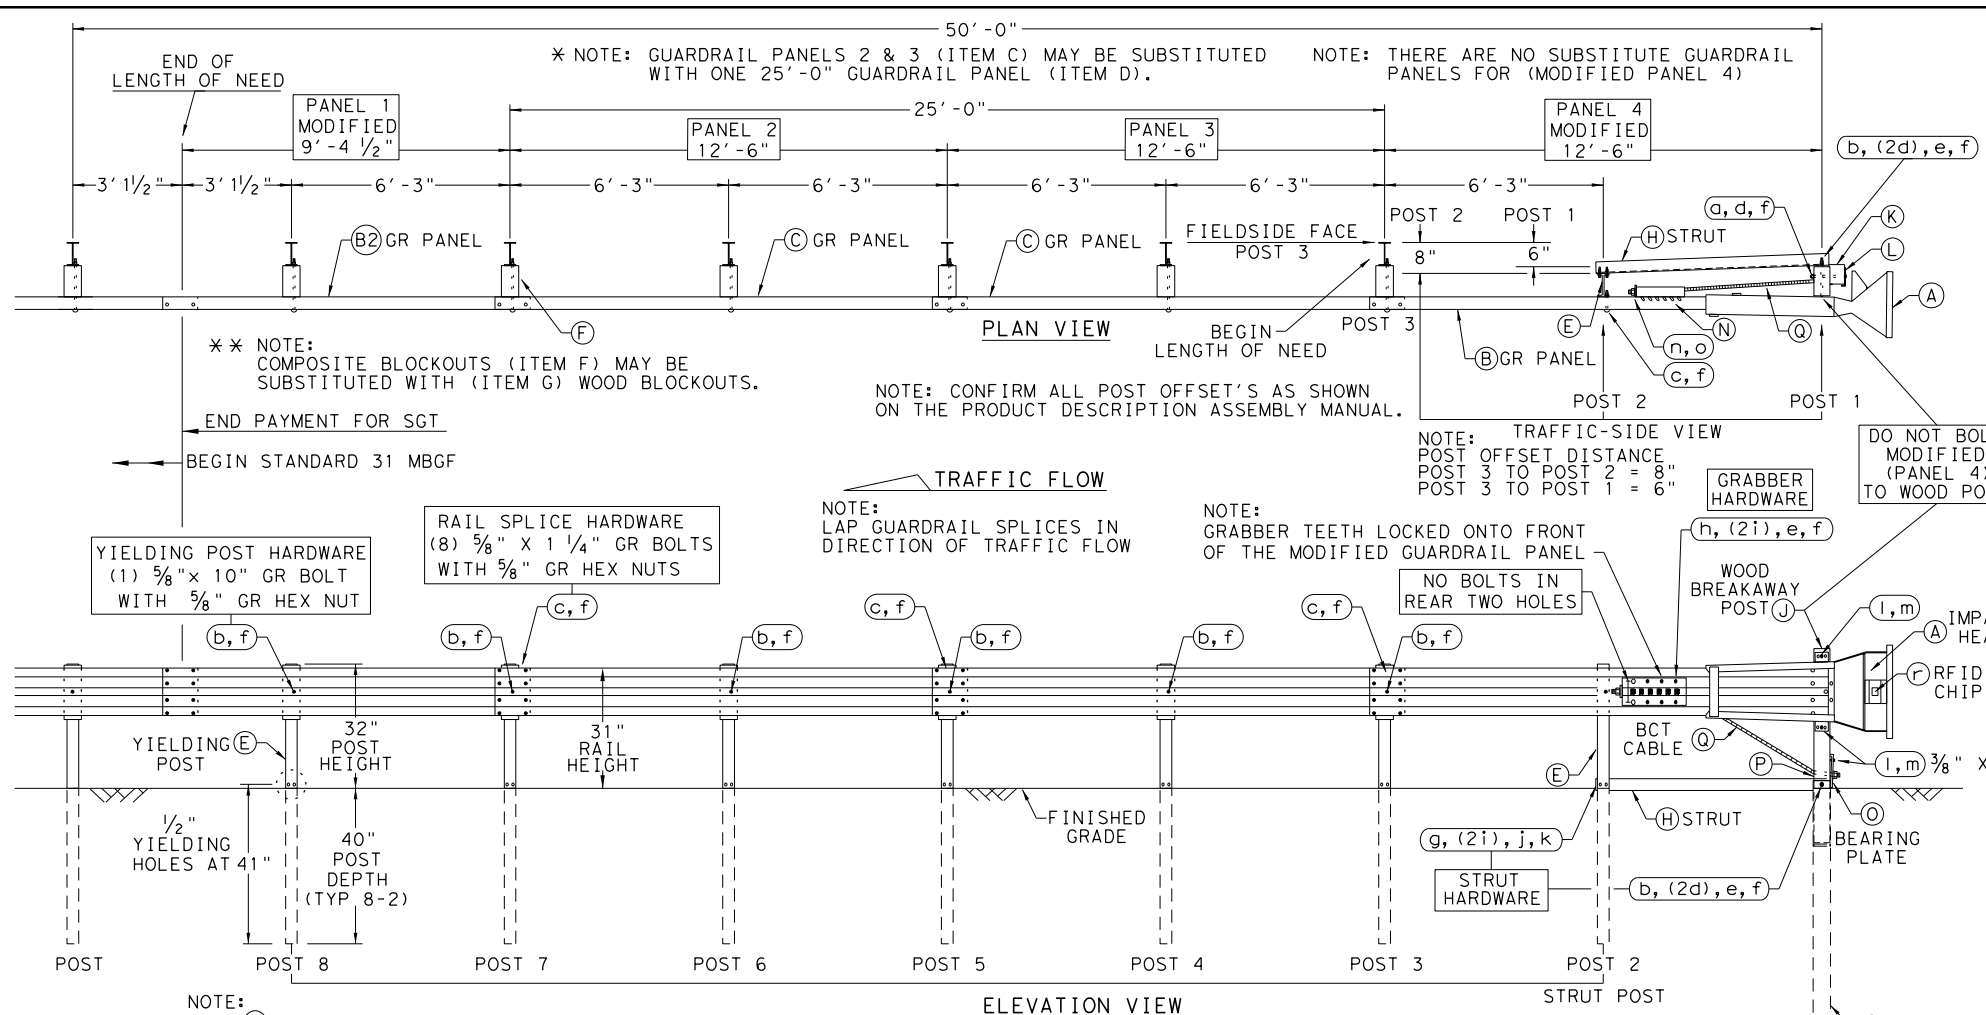 50'-0"
* NOTE: GUARDRAIL PANELS 2 & 3 (ITEM C) MAY BE SUBSTITUTED
WITH ONE 25'-0" GUARDRAIL PANEL (ITEM D).
NOTE: THERE ARE NO SUBSTITUTE GUARDRAIL
PANELS FOR (MODIFIED PANEL 4)
END OF
LENGTH OF NEED
PANEL 1
MODIFIED
9'-4 1/2"
25'-0"
PANEL 2
12'-6"
PANEL 3
12'-6"
PANEL 4
MODIFIED
12'-6"
b, (2d), e, f
3' 1 1/2"
3' 1 1/2"
6'-3"
6'-3"
6'-3"
6'-3"
6'-3"
6'-3"
B2 GR PANEL
C GR PANEL
C GR PANEL
FIELDSIDE FACE
POST 3
POST 2
8"
POST 1
6"
H STRUT
a, d, f
K
L
A
F
PLAN VIEW
BEGIN
LENGTH OF NEED
POST 3
E
N
Q
n, o
c, f
B GR PANEL
** NOTE:
COMPOSITE BLOCKOUTS (ITEM F) MAY BE
SUBSTITUTED WITH (ITEM G) WOOD BLOCKOUTS.
NOTE: CONFIRM ALL POST OFFSET'S AS SHOWN
ON THE PRODUCT DESCRIPTION ASSEMBLY MANUAL.
POST 2
POST 1
TRAFFIC-SIDE VIEW
END PAYMENT FOR SGT
BEGIN STANDARD 31 MBGF
NOTE:
POST OFFSET DISTANCE
POST 3 TO POST 2 = 8"
POST 3 TO POST 1 = 6"
DO NOT BOL
MODIFIED
(PANEL 4)
TO WOOD PO
TRAFFIC FLOW
NOTE:
LAP GUARDRAIL SPLICES IN
DIRECTION OF TRAFFIC FLOW
NOTE:
GRABBER TEETH LOCKED ONTO FRONT
OF THE MODIFIED GUARDRAIL PANEL
GRABBER
HARDWARE
h, (2i), e, f
YIELDING POST HARDWARE
(1) 5/8"x 10" GR BOLT
WITH 5/8" GR HEX NUT
RAIL SPLICE HARDWARE
(8) 5/8" X 1 1/4" GR BOLTS
WITH 5/8" GR HEX NUTS
NO BOLTS IN
REAR TWO HOLES
WOOD
BREAKAWAY
POST J
l, m
A IMPA
HEA
r RFID
CHIP
b, f
c, f
b, f
b, f
c, f
b, f
b, f
c, f
b, f
YIELDING E
POST
32"
POST
HEIGHT
31"
RAIL
HEIGHT
BCT
CABLE
Q
E
P
l, m 3/8" X
1/2"
YIELDING
HOLES AT 41"
40"
POST
DEPTH
(TYP 8-2)
FINISHED
GRADE
g, (2i), j, k
STRUT
HARDWARE
H STRUT
b, (2d), e, f
O
BEARING
PLATE
POST
POST 8
POST 7
POST 6
POST 5
POST 4
POST 3
POST 2
STRUT POST
NOTE:
ELEVATION VIEW